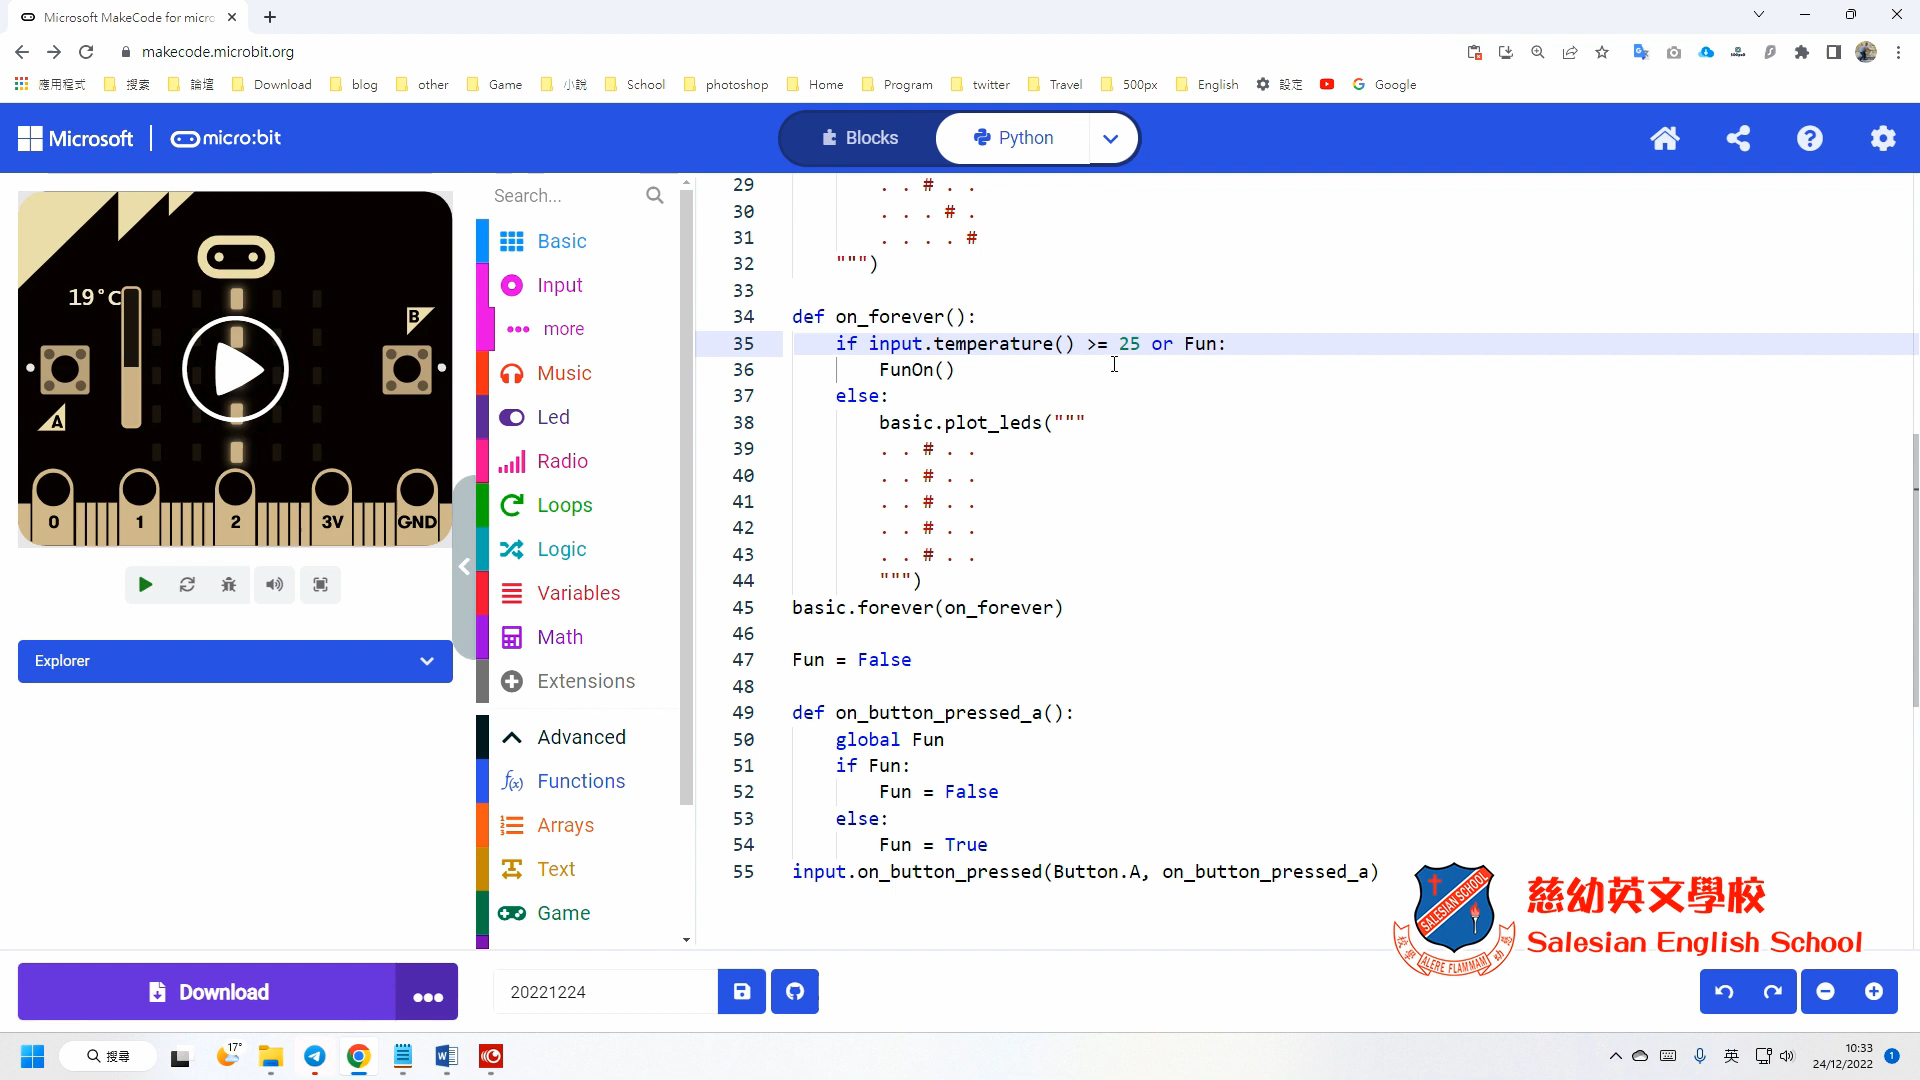 Microsoft MakeCode for micro
makecode.microbit.org
應用程式 搜索 論壇 Download blog other Game 小說 School photoshop Home Program twitter Travel 500px English 設定 Google
Microsoft micro:bit
Blocks Python
19°C
B
A
0 1 2 3V GND
Explorer
Search...
Basic
Input
more
Music
Led
Radio
Loops
Logic
Variables
Math
Extensions
Advanced
Functions
Arrays
Text
Game
29 . . # . .
30 . . . # .
31 . . . . #
32 """)
33
34 def on_forever():
35 if input.temperature() >= 25 or Fun:
36 FunOn()
37 else:
38 basic.plot_leds("""
39 . . # . .
40 . . # . .
41 . . # . .
42 . . # . .
43 . . # . .
44 """)
45 basic.forever(on_forever)
46
47 Fun = False
48
49 def on_button_pressed_a():
50 global Fun
51 if Fun:
52 Fun = False
53 else:
54 Fun = True
55 input.on_button_pressed(Button.A, on_button_pressed_a)
SALESIAN SCHOOL
ALERE FLAMMAM
慈幼英文學校
Salesian English School
Download
20221224
17°
搜尋
英
10:33
24/12/2022
1